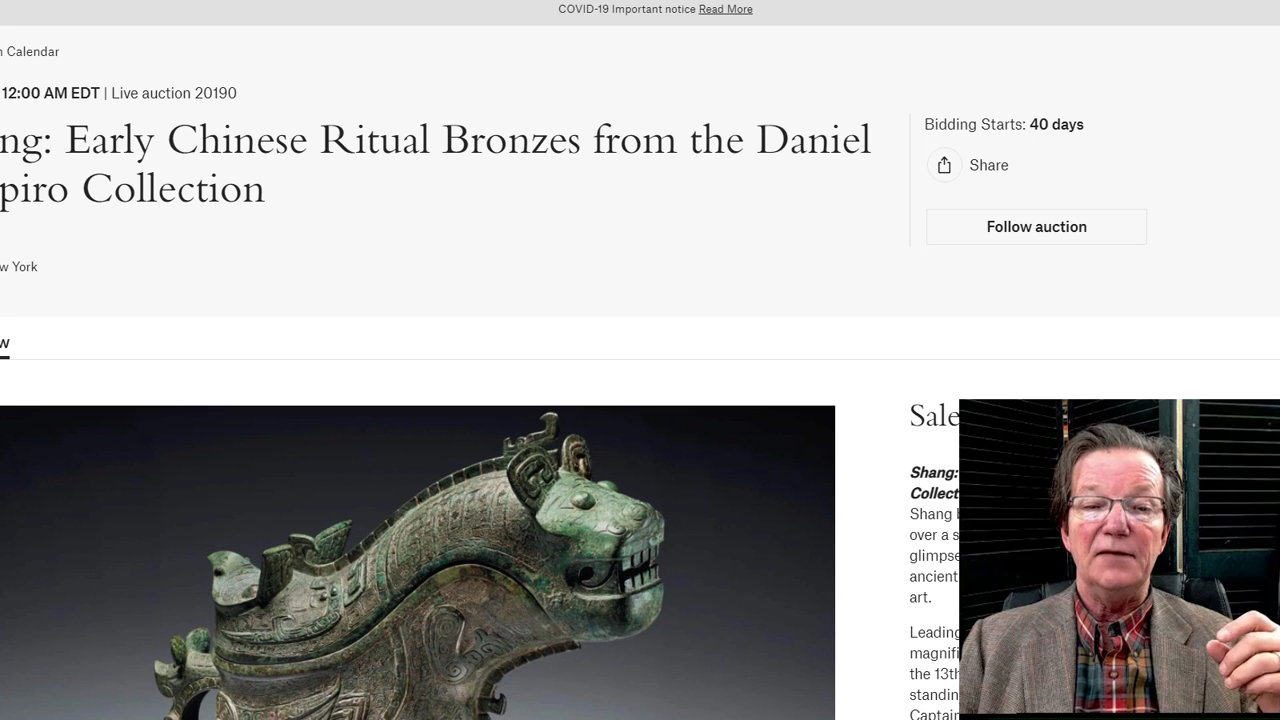 COVID-19 Important notice Read More
n Calendar
12:00 AM EDT | Live auction 20190
ng: Early Chinese Ritual Bronzes from the Daniel
piro Collection
Bidding Starts: 40 days
Share
Follow auction
w York
w
Sale
Shang:
Collect
Shang
over a s
glimpse
ancient
art.
Leading
magnifi
the 13th
standin
Captain